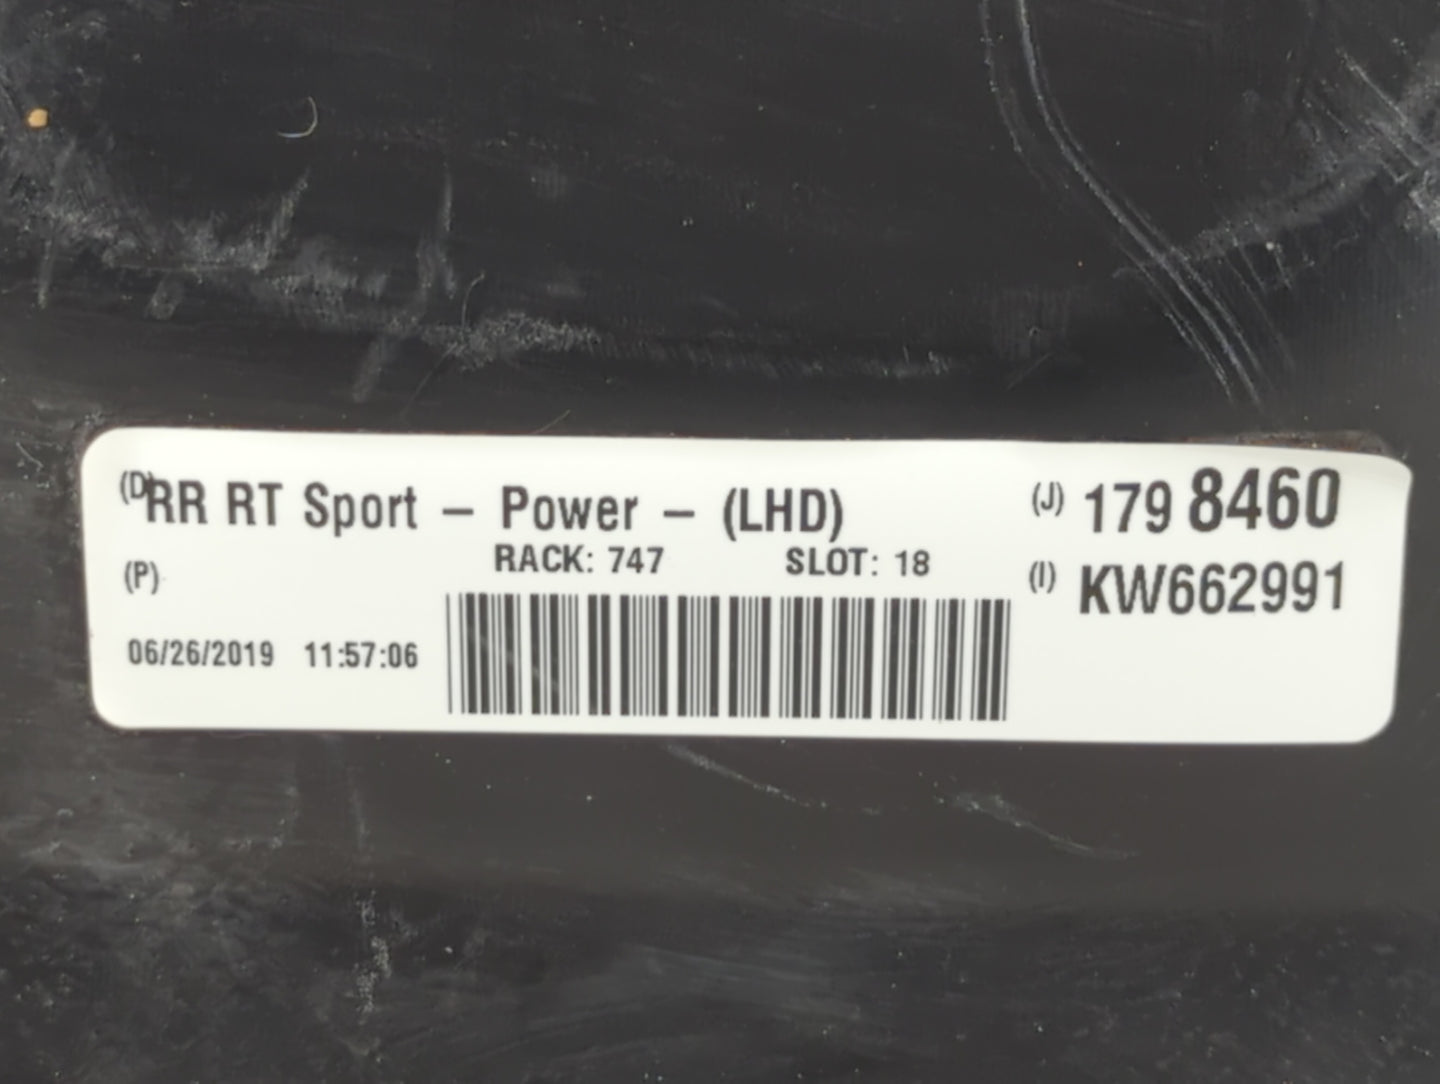 (D) RR RT Sport – Power – (LHD)
(J) 179 8460
RACK: 747 SLOT: 18
(P)
(I) KW662991
06/26/2019 11:57:06